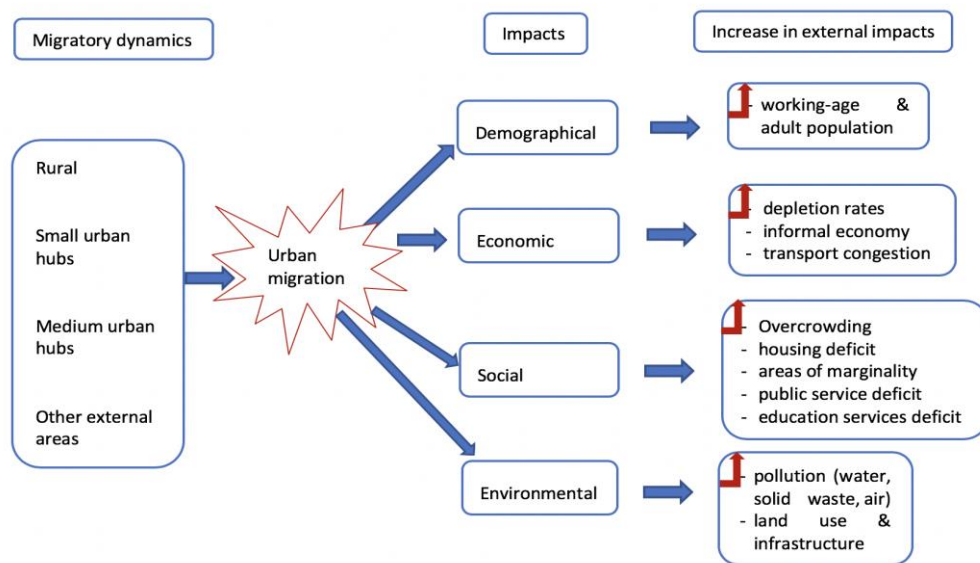 Migratory dynamics
Impacts
Increase in external impacts
Rural
Small urban
hubs
Medium urban
hubs
Other external
areas
Urban
migration
Demographical
- working-age &
adult population
Economic
- depletion rates
- informal economy
- transport congestion
Social
- Overcrowding
- housing deficit
- areas of marginality
- public service deficit
- education services deficit
Environmental
- pollution (water,
solid waste, air)
- land use &
infrastructure